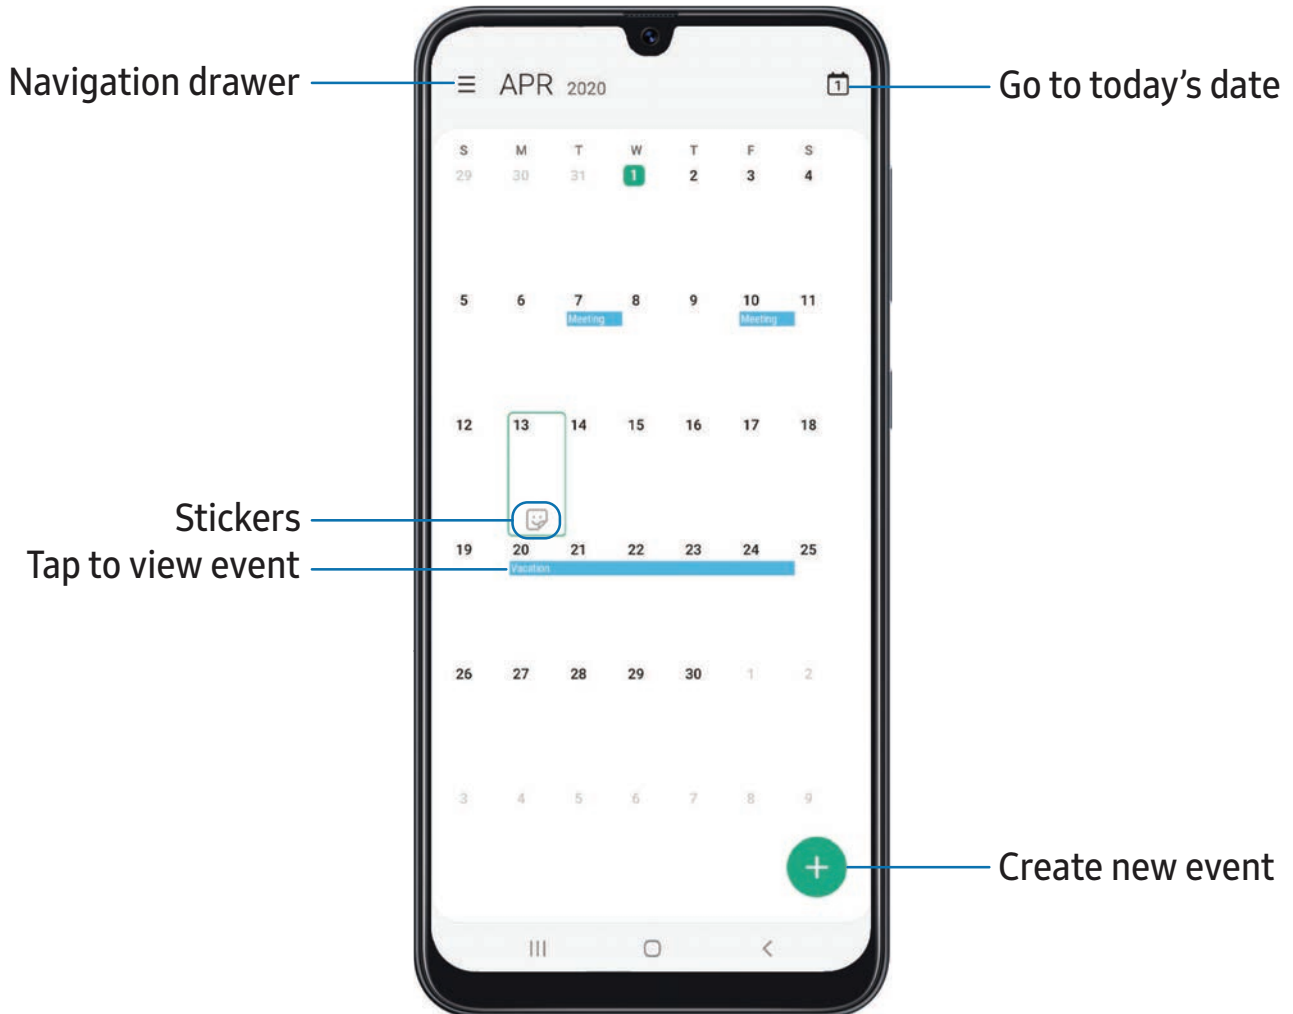 Navigation drawer
APR 2020
1
Go to today's date
S M T W T F S
29 30 31 1 2 3 4
5 6 7 8 9 10 11
Meeting Meeting
12 13 14 15 16 17 18
Stickers
19 20 21 22 23 24 25
Tap to view event
Vacation
26 27 28 29 30 1 2
3 4 5 6 7 8 9
Create new event